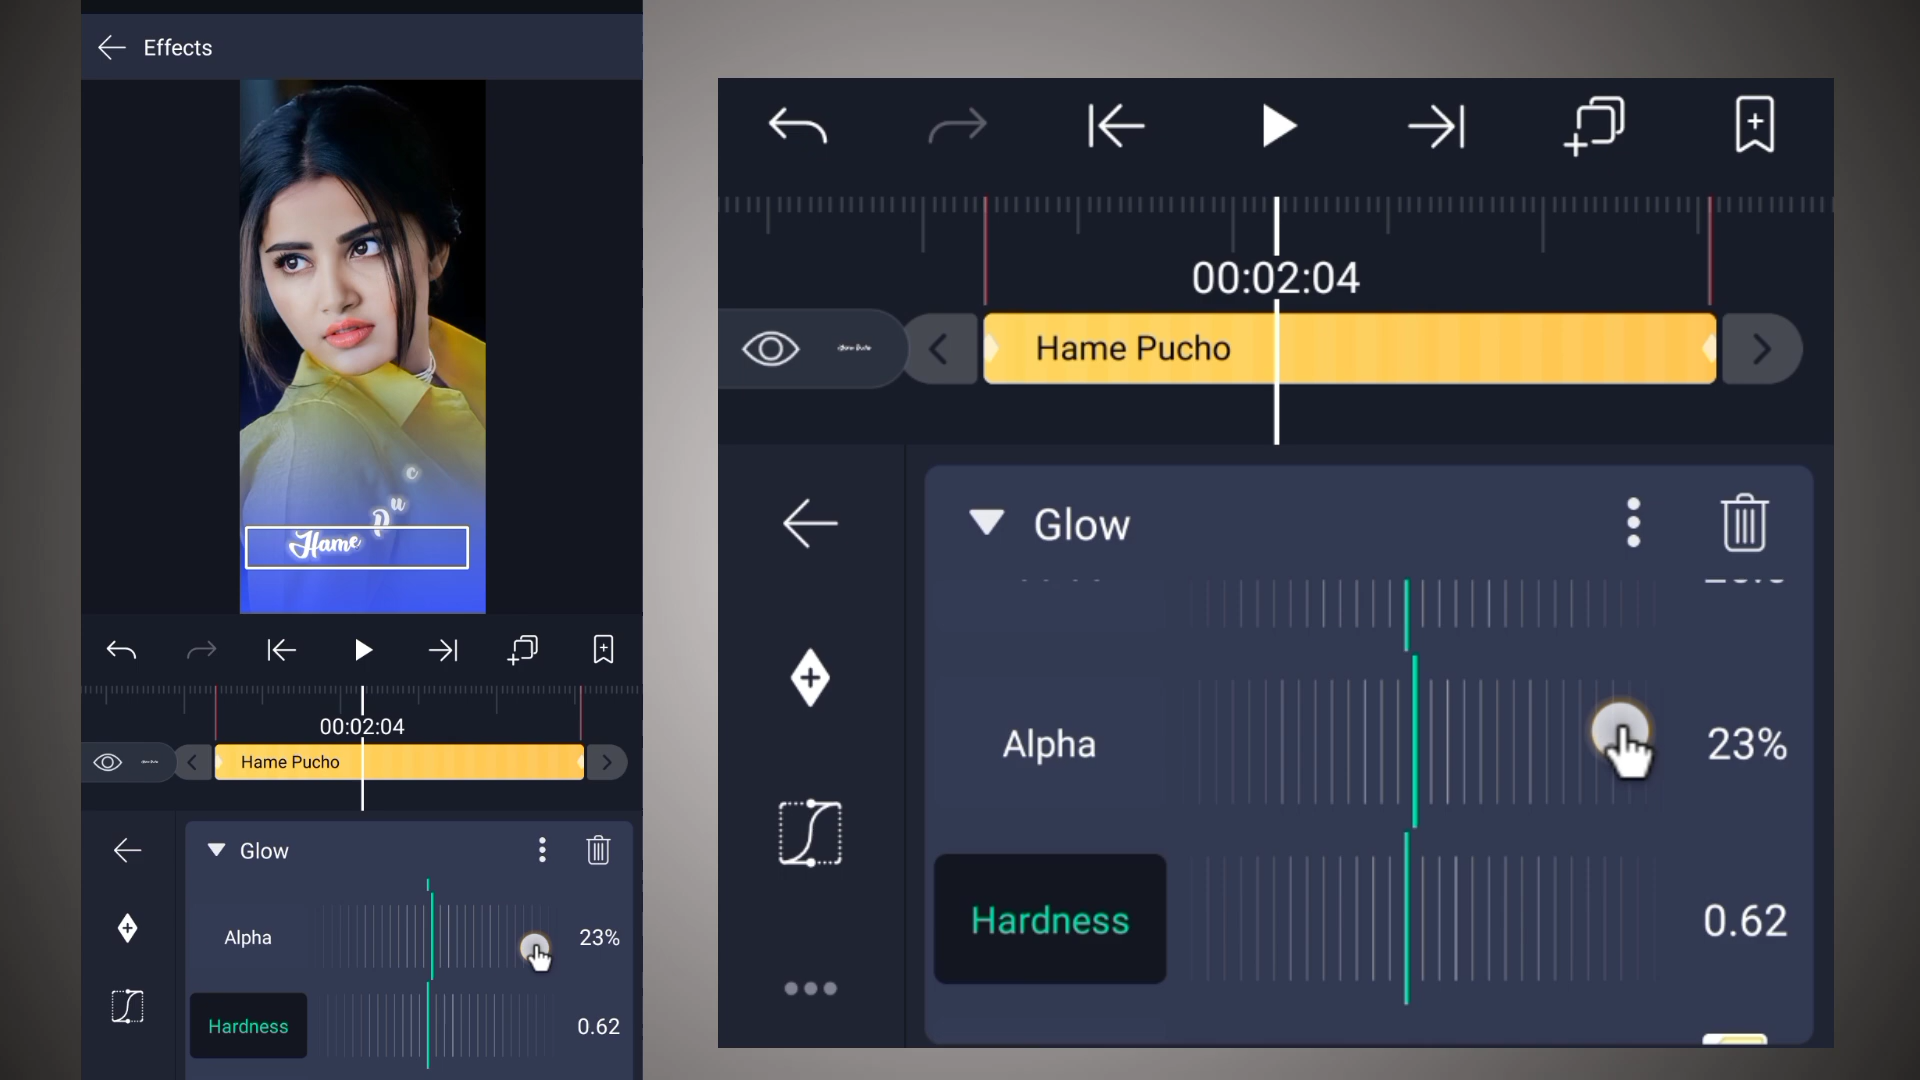 Effects
c
u
P
Hame
00:02:04
Hame Pucho
Glow
Alpha
23%
Hardness
0.62
00:02:04
Hame Pucho
Glow
Alpha
23%
Hardness
0.62